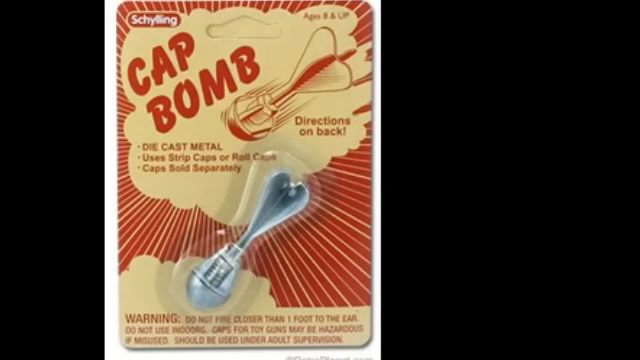 Schylling
Ages 8 & UP
CAP
BOMB
Directions
on back!
· DIE CAST METAL
· Uses Strip Caps or Roll Caps
· Caps Sold Separately
WARNING: DO NOT FIRE CLOSER THAN 1 FOOT TO THE EAR.
DO NOT USE INDOORS. CAPS FOR TOY GUNS MAY BE HAZARDOUS
IF MISUSED. SHOULD BE USED UNDER ADULT SUPERVISION.
©RetroPlanet.com